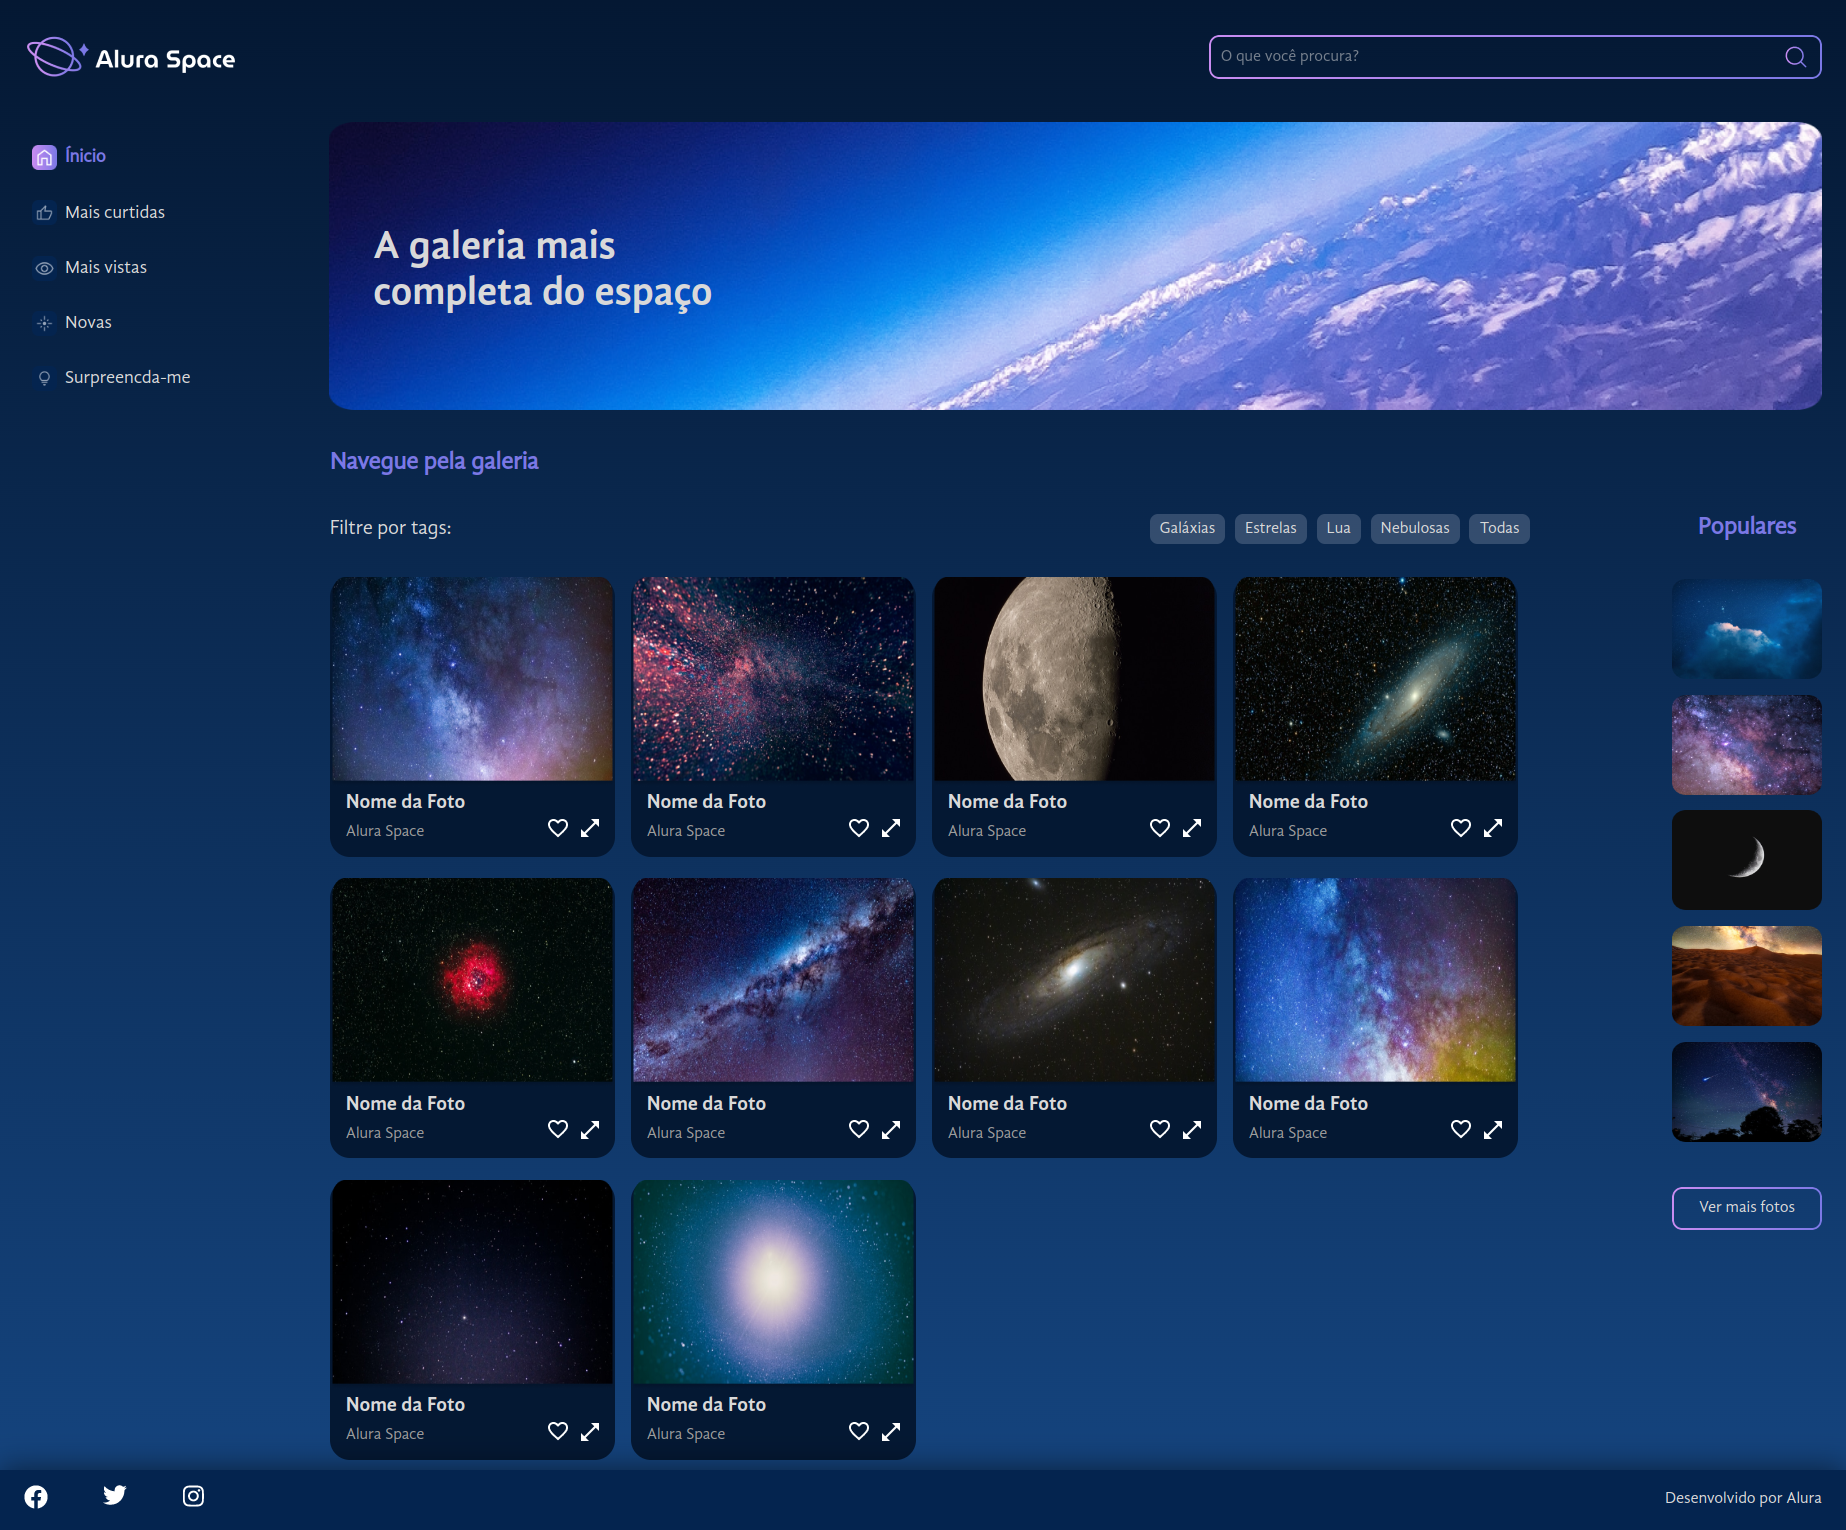 Alura Space
O que você procura?
Ínicio
Mais curtidas
Mais vistas
Novas
Surpreencda-me
A galeria mais
completa do espaço
Navegue pela galeria
Filtre por tags:
Galáxias
Estrelas
Lua
Nebulosas
Todas
Populares
Nome da Foto
Alura Space
Nome da Foto
Alura Space
Nome da Foto
Alura Space
Nome da Foto
Alura Space
Nome da Foto
Alura Space
Nome da Foto
Alura Space
Nome da Foto
Alura Space
Nome da Foto
Alura Space
Nome da Foto
Alura Space
Nome da Foto
Alura Space
Ver mais fotos
Desenvolvido por Alura